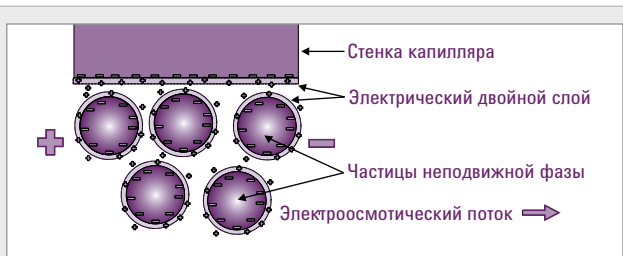 Стенка капилляра
Электрический двойной слой
Частицы неподвижной фазы
Электроосмотический поток